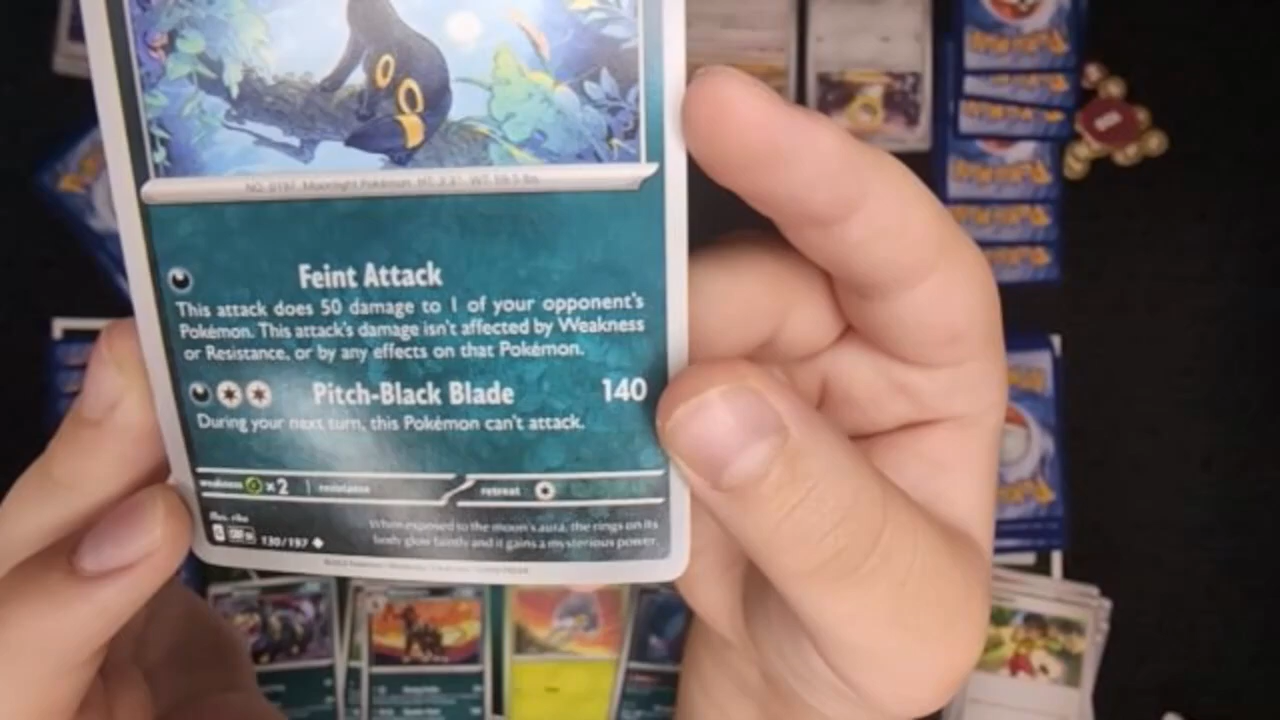 NO. 0197 Moonlight Pokémon HT: 3'3" WT: 59.5 lbs.
Feint Attack
This attack does 50 damage to 1 of your opponent's
Pokémon. This attack's damage isn't affected by Weakness
or Resistance, or by any effects on that Pokémon.
Pitch-Black Blade 140
During your next turn, this Pokémon can't attack.
weakness x2 resistance retreat
Illus. rika
When exposed to the moon's aura, the rings on its
body glow faintly and it gains a mysterious power.
130/197